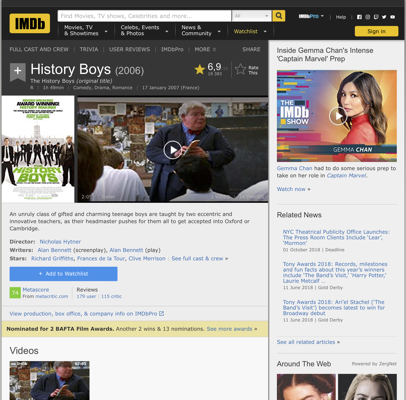 IMDb
Find Movies, TV shows, Celebrities and more...
All
Movies, TV & Showtimes
Celebs, Events & Photos
News & Community
Watchlist
IMDbPro
Help
Sign in
FULL CAST AND CREW | TRIVIA | USER REVIEWS | IMDbPro | MORE
SHARE
History Boys (2006)
The History Boys (original title)
1h 49min | Comedy, Drama, Romance | 17 January 2007 (France)
6,9
Rate This
HISTORY BOYS
An unruly class of gifted and charming teenage boys are taught by two eccentric and
innovative teachers, as their headmaster pushes for them all to get accepted into Oxford or
Cambridge.
Director: Nicholas Hytner
Writers: Alan Bennett (screenplay), Alan Bennett (play)
Stars: Richard Griffiths, Frances de la Tour, Clive Merrison | See full cast & crew »
+ Add to Watchlist
74
Metascore
From metacritic.com
Reviews
179 user | 115 critic
View production, box office, & company info on IMDbPro
Nominated for 2 BAFTA Film Awards. Another 2 wins & 13 nominations. See more awards »
Videos
Inside Gemma Chan's Intense
'Captain Marvel' Prep
THE
IMDb
SHOW
GEMMA CHAN
Gemma Chan had to do some serious prep to
take on her role in Captain Marvel.
Watch now »
Related News
NYC Theatrical Publicity Office Launches:
The Press Room Clients Include 'Lear',
'Mormon'
01 October 2018 | Deadline
Tony Awards 2018: Records, milestones
and fun facts about this year's winners
include 'The Band's Visit,' 'Harry Potter,'
Laurie Metcalf ...
11 June 2018 | Gold Derby
Tony Awards 2018: Ari'el Stachel ('The
Band's Visit') becomes latest to win for
Broadway debut
11 June 2018 | Gold Derby
See all related articles »
Around The Web
Powered by ZergNet